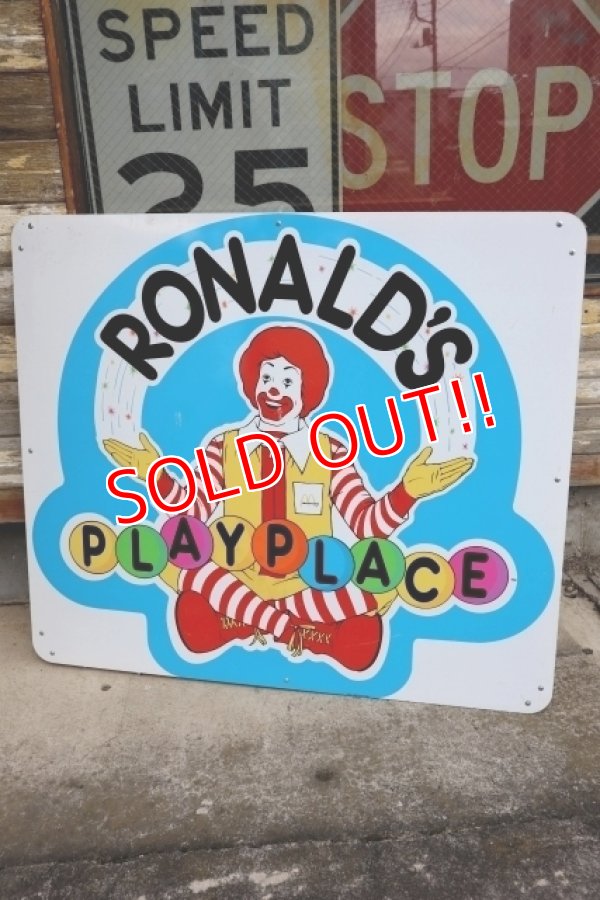 SPEED
LIMIT
25
STOP
RONALD'S
SOLD OUT!!
PLAYPLACE